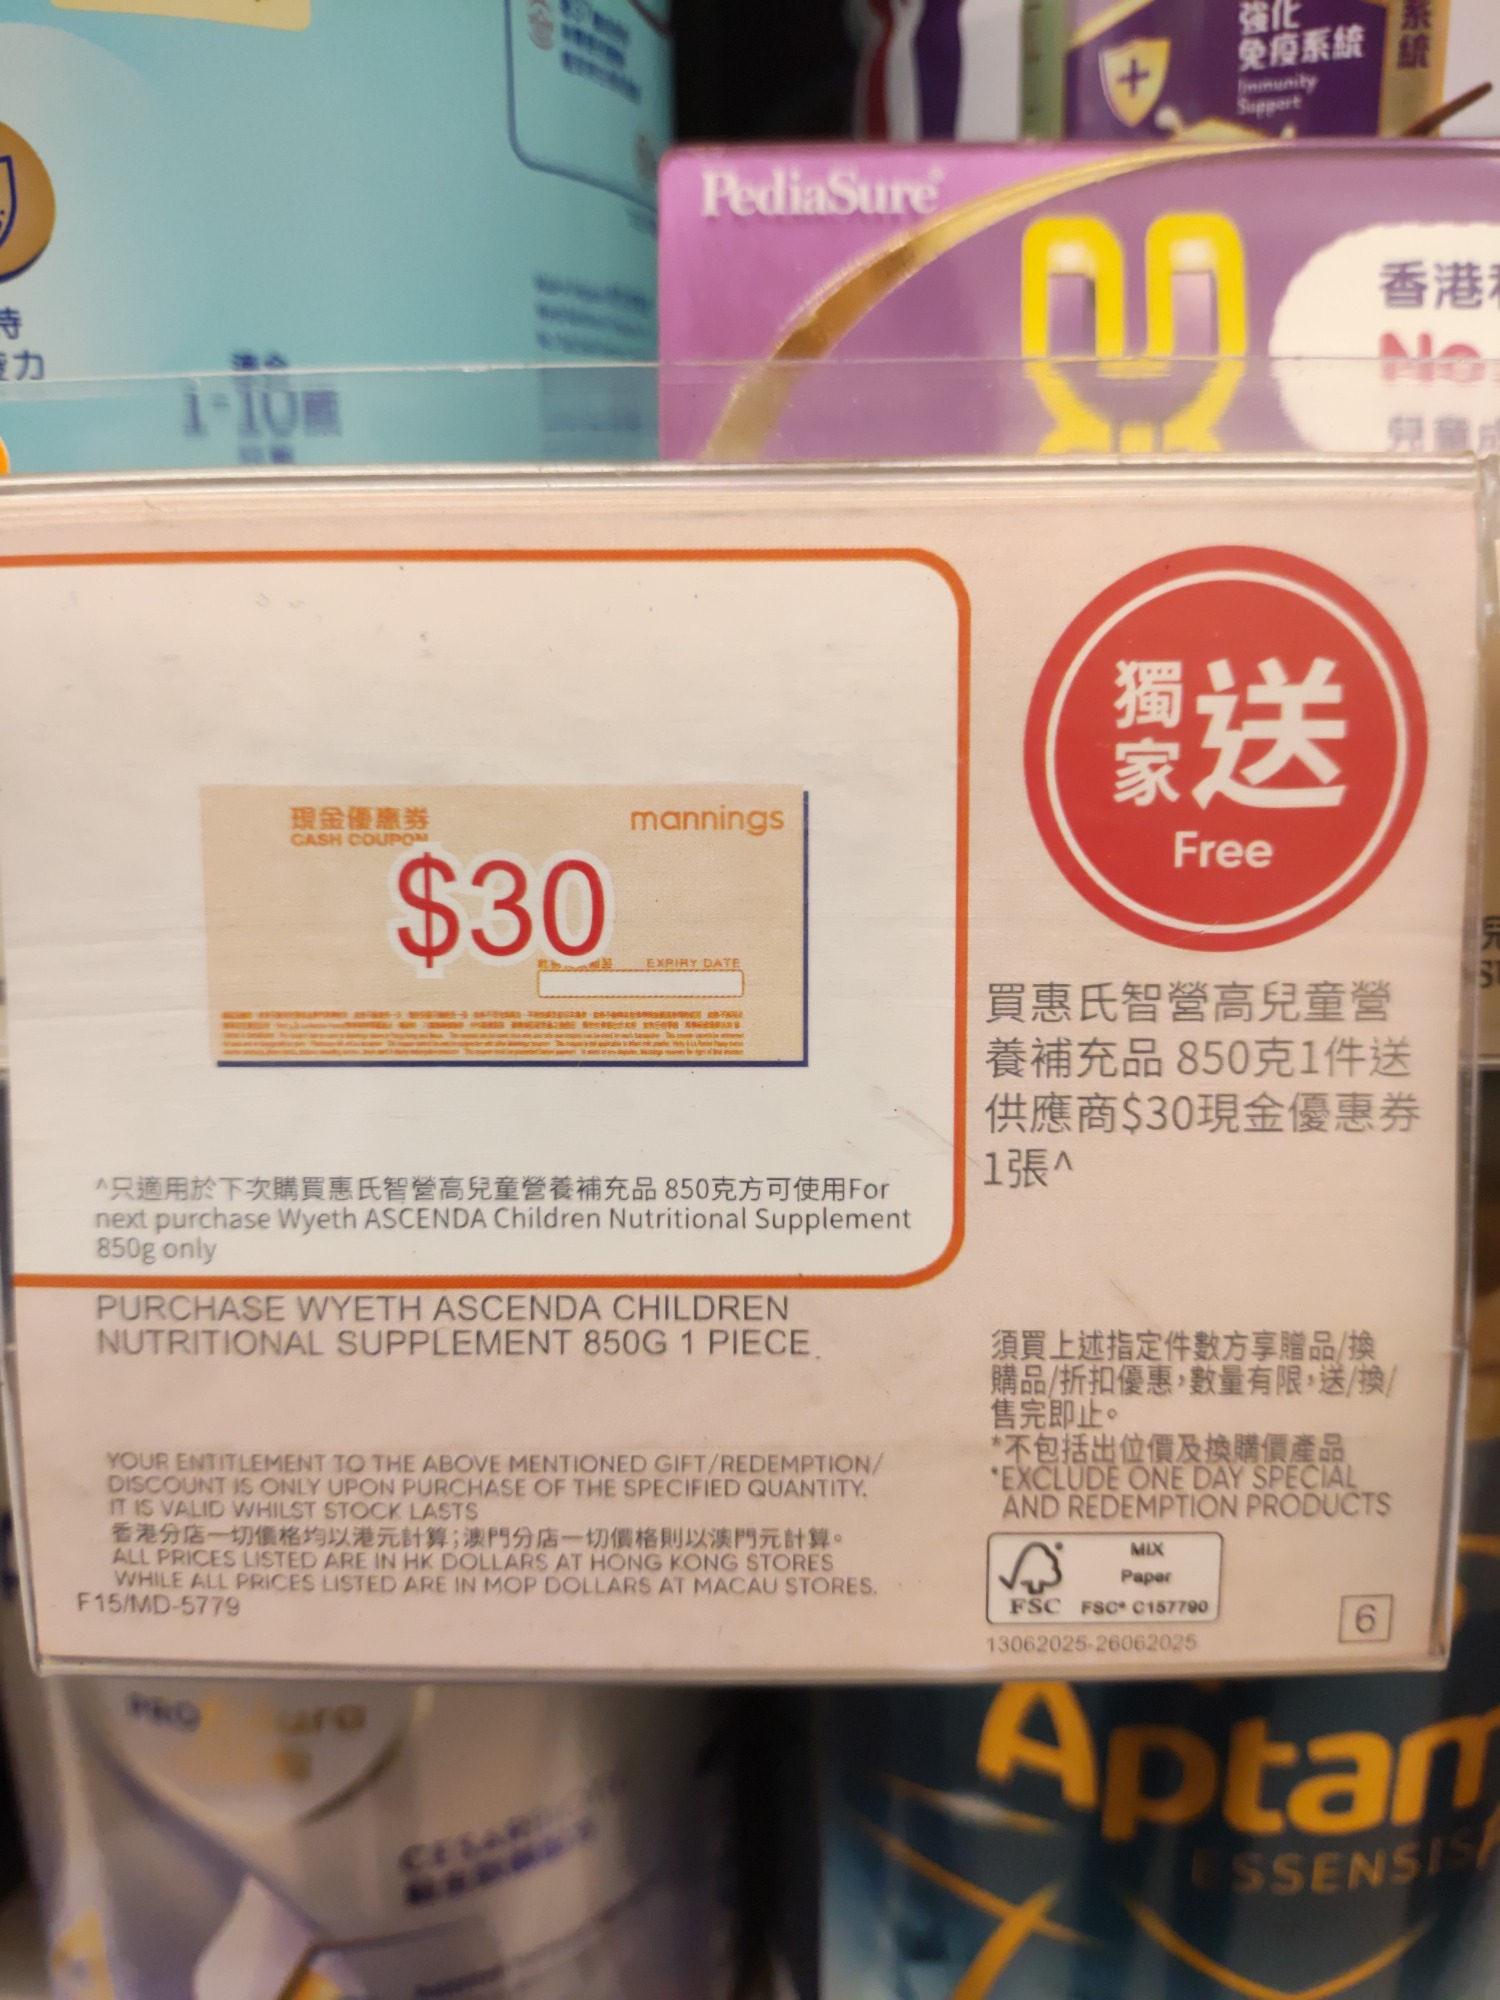 強化
免疫系統
Immunity
Support
系統
PediaSure
香港
No
兒童
力
1-10歲
獨家送
Free
現金優惠券
CASH COUPON
mannings
$30
EXPIRY DATE
買惠氏智營高兒童營
養補充品 850克1件送
供應商$30現金優惠券
1張^
^只適用於下次購買惠氏智營高兒童營養補充品 850克方可使用For
next purchase Wyeth ASCENDA Children Nutritional Supplement
850g only
PURCHASE WYETH ASCENDA CHILDREN
NUTRITIONAL SUPPLEMENT 850G 1 PIECE
須買上述指定件數方享贈品/換
購品/折扣優惠，數量有限，送/換/
售完即止。
*不包括出位價及換購價產品
*EXCLUDE ONE DAY SPECIAL
AND REDEMPTION PRODUCTS
YOUR ENTITLEMENT TO THE ABOVE MENTIONED GIFT/REDEMPTION/
DISCOUNT IS ONLY UPON PURCHASE OF THE SPECIFIED QUANTITY.
IT IS VALID WHILST STOCK LASTS
香港分店一切價格均以港元計算；澳門分店一切價格則以澳門元計算。
ALL PRICES LISTED ARE IN HK DOLLARS AT HONG KONG STORES
WHILE ALL PRICES LISTED ARE IN MOP DOLLARS AT MACAU STORES.
F15/MD-5779
FSC
MIX
Paper
FSC® C157790
13062025-26062025
6
Aptam
ESSENSIS